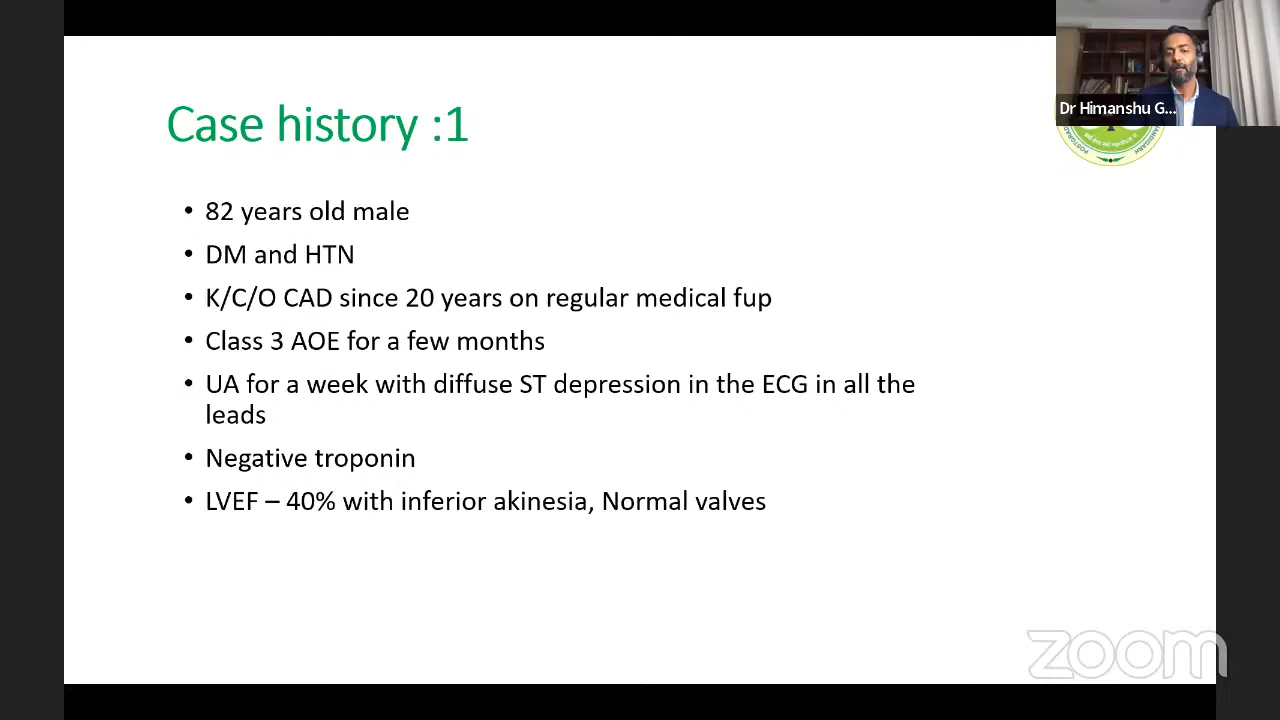 Case history :1
Dr Himanshu G...
POSTGRAD
ANDIGARH
• 82 years old male
• DM and HTN
• K/C/O CAD since 20 years on regular medical fup
• Class 3 AOE for a few months
• UA for a week with diffuse ST depression in the ECG in all the
leads
• Negative troponin
• LVEF – 40% with inferior akinesia, Normal valves
zoom